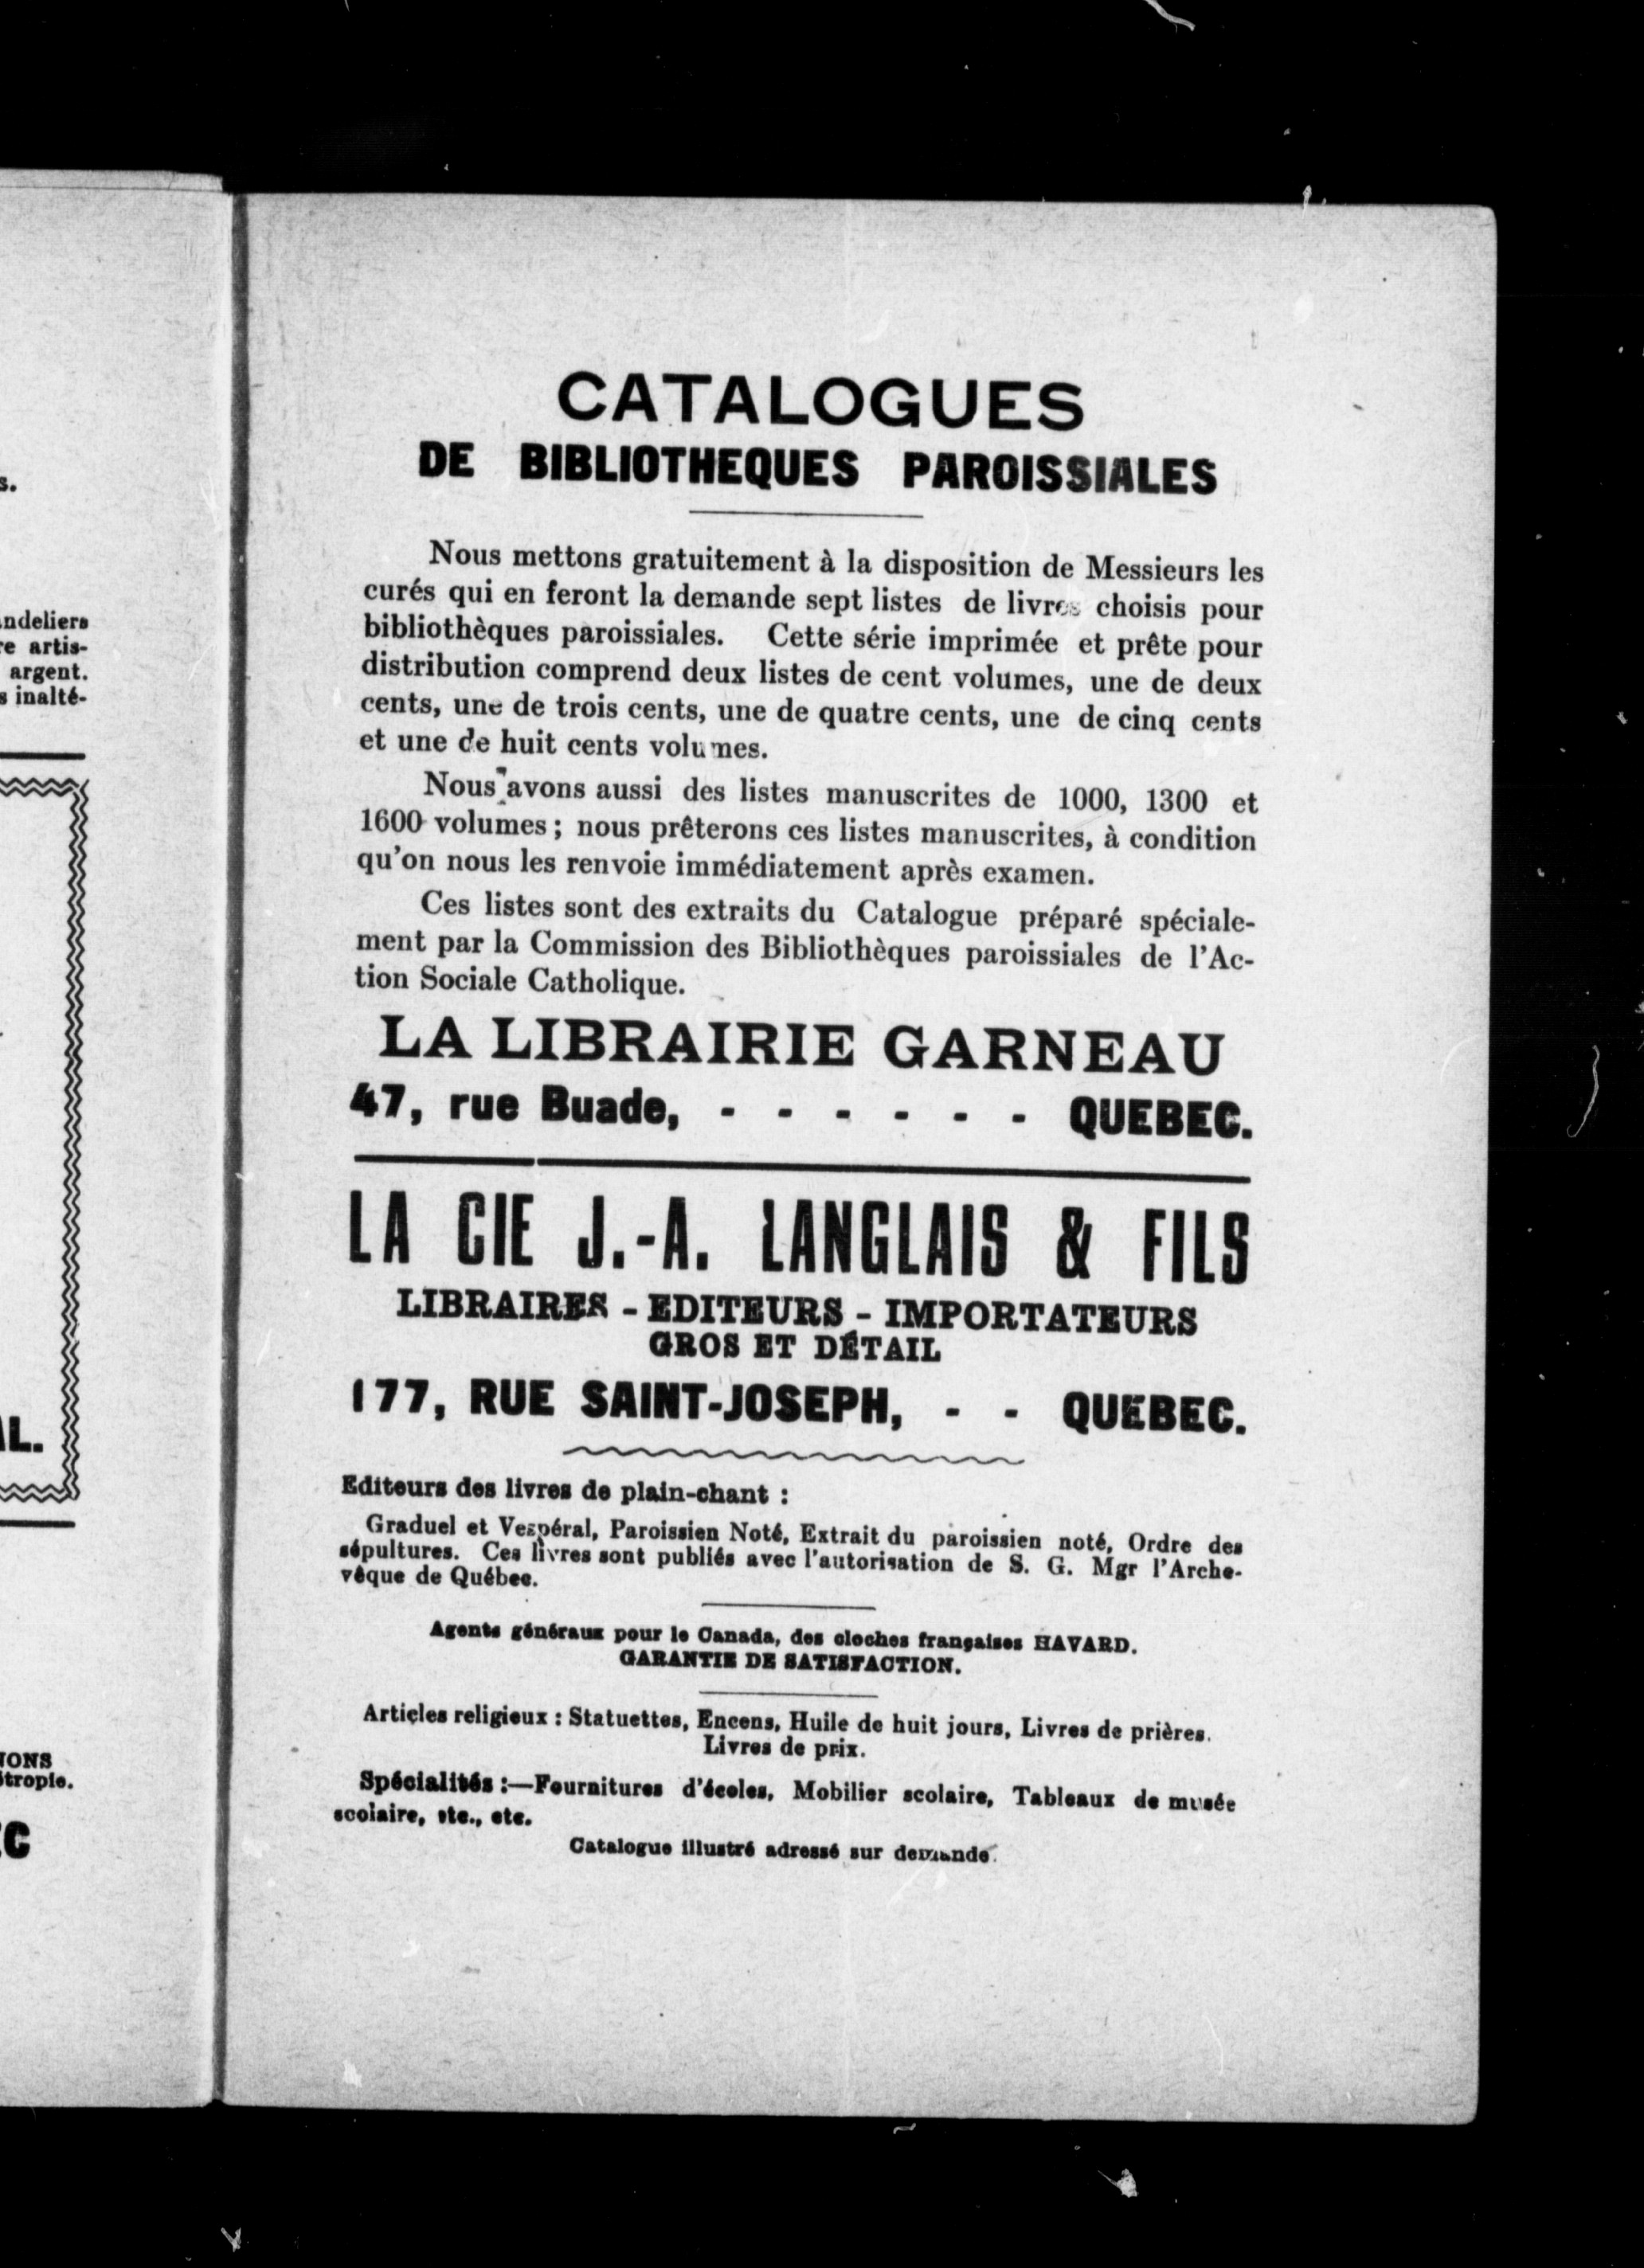 s.
ndeliers
re artis-
argent.
s inalté-
AL.
IONS
itropie.
C
CATALOGUES
DE BIBLIOTHEQUES PAROISSIALES
Nous mettons gratuitement à la disposition de Messieurs les
curés qui en feront la demande sept listes de livres choisis pour
bibliothèques paroissiales. Cette série imprimée et prête pour
distribution comprend deux listes de cent volumes, une de deux
cents, une de trois cents, une de quatre cents, une de cinq cents
et une de huit cents volumes.
Nous avons aussi des listes manuscrites de 1000, 1300 et
1600 volumes ; nous prêterons ces listes manuscrites, à condition
qu'on nous les renvoie immédiatement après examen.
Ces listes sont des extraits du Catalogue préparé spéciale-
ment par la Commission des Bibliothèques paroissiales de l'Ac-
tion Sociale Catholique.
LA LIBRAIRIE GARNEAU
47, rue Buade, - - - - - - QUEBEC.
LA CIE J.-A. LANGLAIS & FILS
LIBRAIRES - EDITEURS - IMPORTATEURS
GROS ET DÉTAIL
177, RUE SAINT-JOSEPH, - - QUEBEC.
Editeurs des livres de plain-chant :
Graduel et Vespéral, Paroissien Noté, Extrait du paroissien noté, Ordre des
sépultures. Ces livres sont publiés avec l'autorisation de S. G. Mgr l'Arche-
vêque de Québec.
Agents généraux pour le Canada, des cloches françaises HAVARD.
GARANTIE DE SATISFACTION.
Articles religieux : Statuettes, Encens, Huile de huit jours, Livres de prières.
Livres de prix.
Spécialités :—Fournitures d'écoles, Mobilier scolaire, Tableaux de musée
scolaire, etc., etc.
Catalogue illustré adressé sur demande.